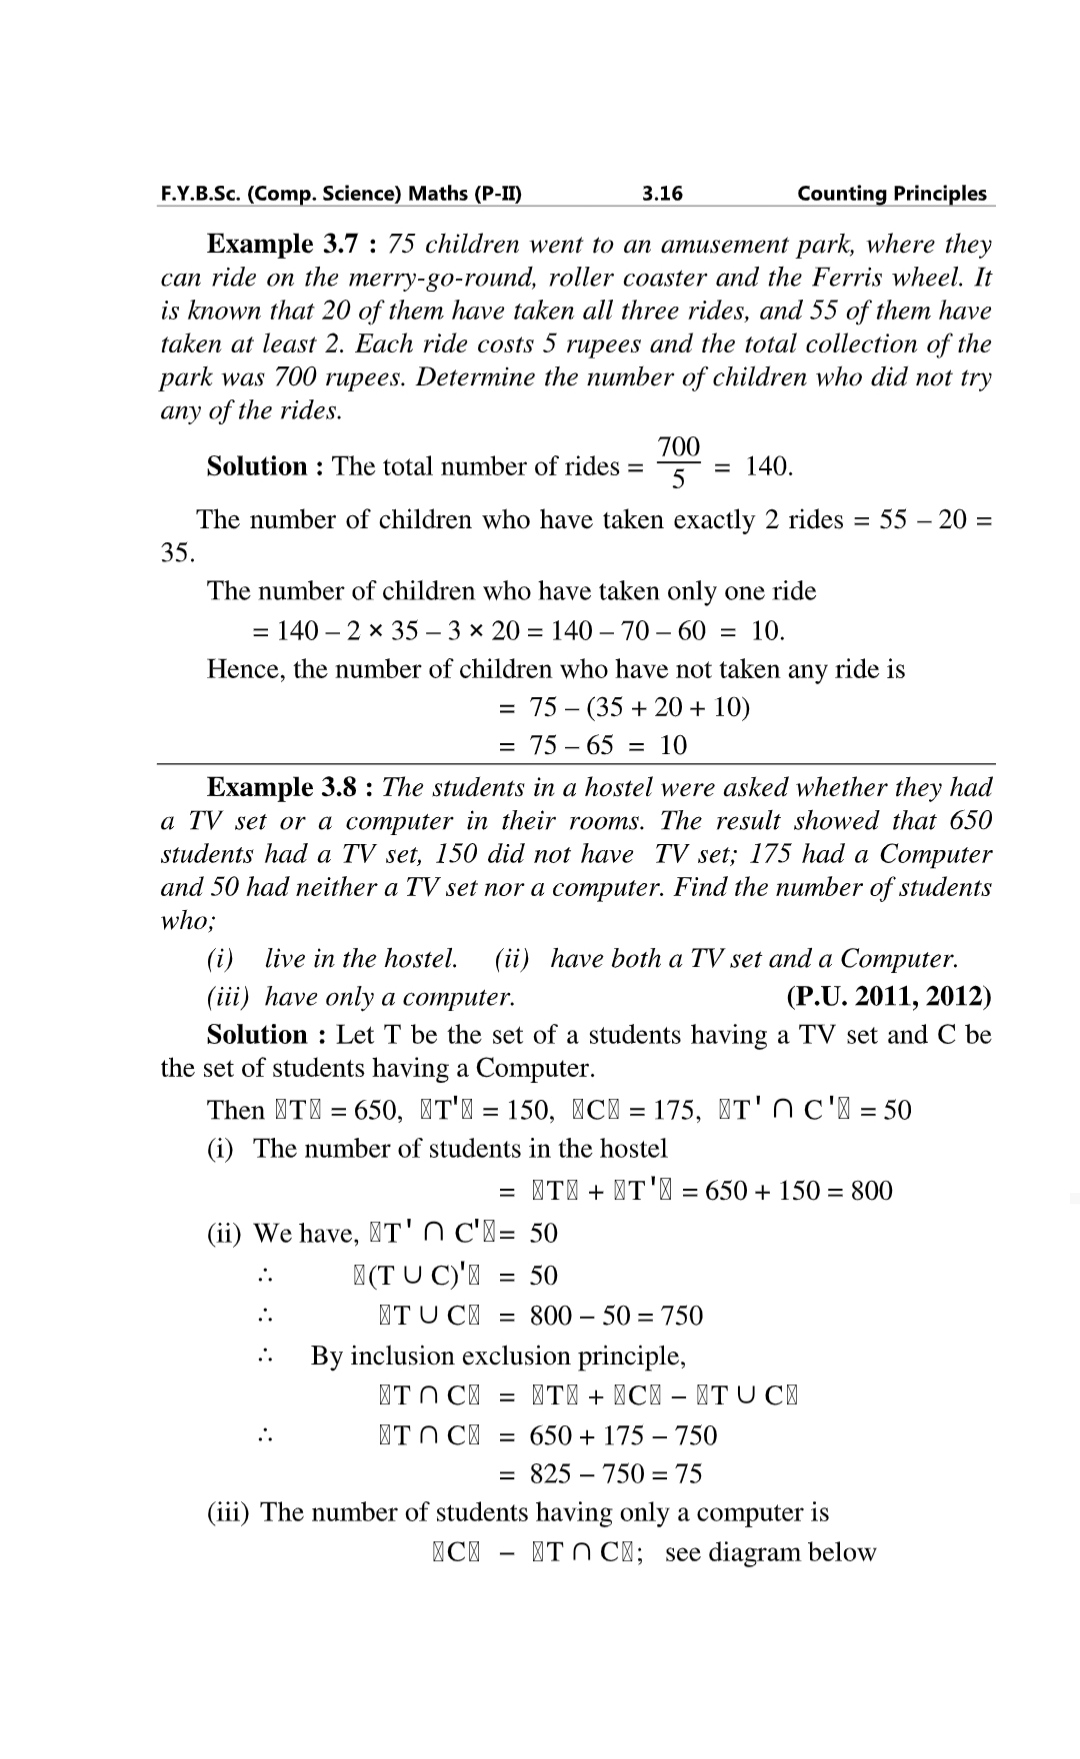 F.Y.B.Sc. (Comp. Science) Maths (P-II) 3.16 Counting Principles
Example 3.7 : 75 children went to an amusement park, where they
can ride on the merry-go-round, roller coaster and the Ferris wheel. It
is known that 20 of them have taken all three rides, and 55 of them have
taken at least 2. Each ride costs 5 rupees and the total collection of the
park was 700 rupees. Determine the number of children who did not try
any of the rides.
Solution : The total number of rides = 700/5 = 140.
The number of children who have taken exactly 2 rides = 55 – 20 =
35.
The number of children who have taken only one ride
= 140 – 2 × 35 – 3 × 20 = 140 – 70 – 60 = 10.
Hence, the number of children who have not taken any ride is
= 75 – (35 + 20 + 10)
= 75 – 65 = 10
Example 3.8 : The students in a hostel were asked whether they had
a TV set or a computer in their rooms. The result showed that 650
students had a TV set, 150 did not have TV set; 175 had a Computer
and 50 had neither a TV set nor a computer. Find the number of students
who;
(i) live in the hostel. (ii) have both a TV set and a Computer.
(iii) have only a computer. (P.U. 2011, 2012)
Solution : Let T be the set of a students having a TV set and C be
the set of students having a Computer.
Then T = 650, T' = 150, C = 175, T' ∩ C' = 50
(i) The number of students in the hostel
= T + T' = 650 + 150 = 800
(ii) We have, T' ∩ C' = 50
∴ (T ∪ C)' = 50
∴ T ∪ C = 800 – 50 = 750
∴ By inclusion exclusion principle,
T ∩ C = T + C – T ∪ C
∴ T ∩ C = 650 + 175 – 750
= 825 – 750 = 75
(iii) The number of students having only a computer is
C – T ∩ C; see diagram below